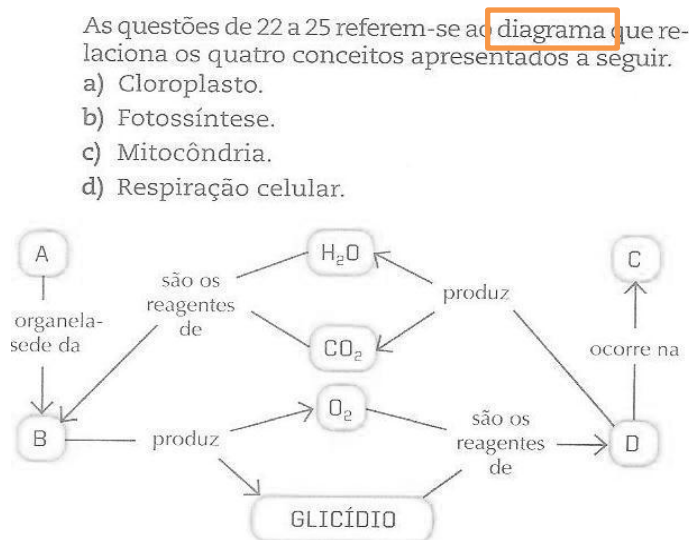 As questões de 22 a 25 referem-se ao diagrama que re-
laciona os quatro conceitos apresentados a seguir.
a) Cloroplasto.
b) Fotossíntese.
c) Mitocôndria.
d) Respiração celular.
A
H₂O
C
são os
reagentes
de
produz
organela-
sede da
CO₂
ocorre na
B
produz
O₂
são os
reagentes
de
D
GLICÍDIO